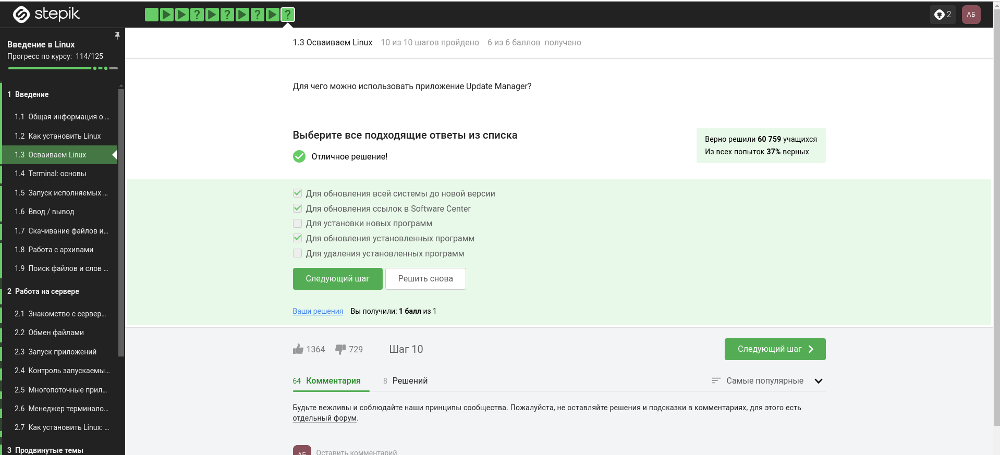 stepik
? ? ? ?
2
АБ
Введение в Linux
Прогресс по курсу: 114/125
1 Введение
1.1 Общая информация о ...
1.2 Как установить Linux
1.3 Осваиваем Linux
1.4 Terminal: основы
1.5 Запуск исполняемых ...
1.6 Ввод / вывод
1.7 Скачивание файлов и...
1.8 Работа с архивами
1.9 Поиск файлов и слов ...
2 Работа на сервере
2.1 Знакомство с сервер...
2.2 Обмен файлами
2.3 Запуск приложений
2.4 Контроль запускаемы...
2.5 Многопоточные прил...
2.6 Менеджер терминало...
2.7 Как установить Linux: ...
3 Продвинутые темы
1.3 Осваиваем Linux 10 из 10 шагов пройдено 6 из 6 баллов получено
Для чего можно использовать приложение Update Manager?
Выберите все подходящие ответы из списка
Отличное решение!
Верно решили 60 759 учащихся
Из всех попыток 37% верных
Для обновления всей системы до новой версии
Для обновления ссылок в Software Center
Для установки новых программ
Для обновления установленных программ
Для удаления установленных программ
Следующий шаг Решить снова
Ваши решения Вы получили: 1 балл из 1
1364 729 Шаг 10 Следующий шаг
64 Комментария 8 Решений Самые популярные
Будьте вежливы и соблюдайте наши принципы сообщества. Пожалуйста, не оставляйте решения и подсказки в комментариях, для этого есть
отдельный форум.
АБ Оставить комментарий